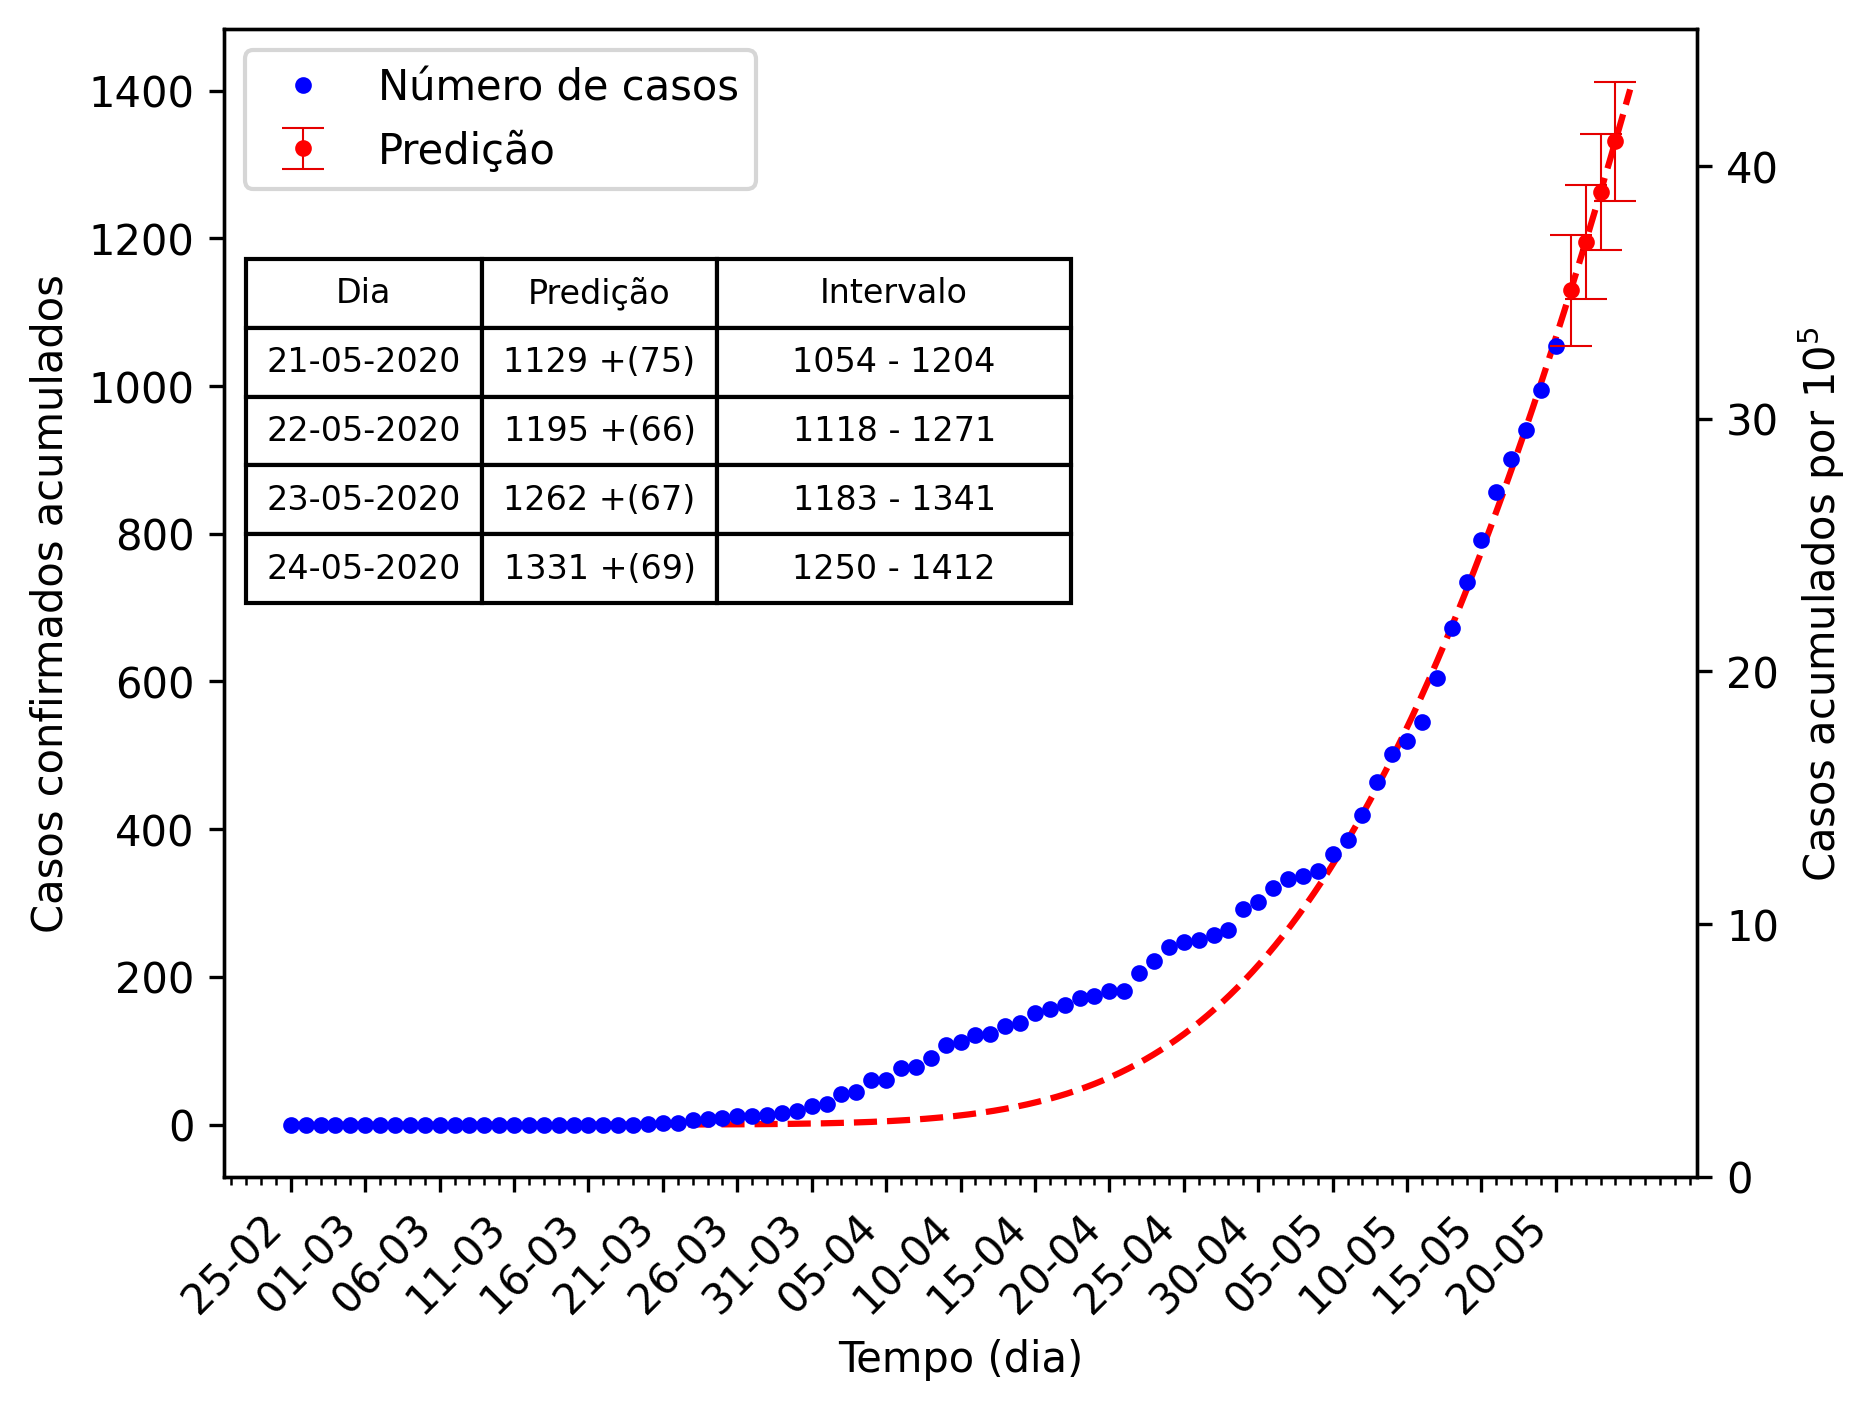 Número de casos
Predição
Dia Predição Intervalo
21-05-2020 1129 +(75) 1054 - 1204
22-05-2020 1195 +(66) 1118 - 1271
23-05-2020 1262 +(67) 1183 - 1341
24-05-2020 1331 +(69) 1250 - 1412
Casos confirmados acumulados
1400
1200
1000
800
600
400
200
0
Casos acumulados por 10⁵
40
30
20
10
0
25-02 01-03 06-03 11-03 16-03 21-03 26-03 31-03 05-04 10-04 15-04 20-04 25-04 30-04 05-05 10-05 15-05 20-05
Tempo (dia)